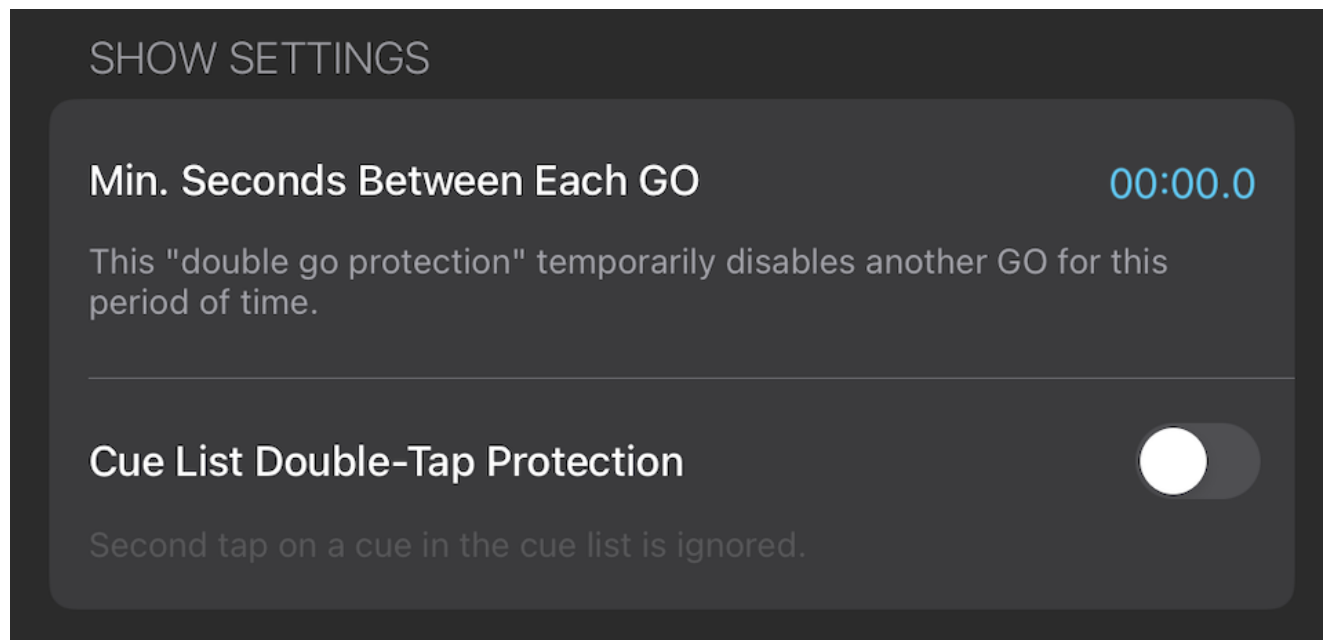 SHOW SETTINGS
Min. Seconds Between Each GO
00:00.0
This "double go protection" temporarily disables another GO for this
period of time.
Cue List Double-Tap Protection
Second tap on a cue in the cue list is ignored.